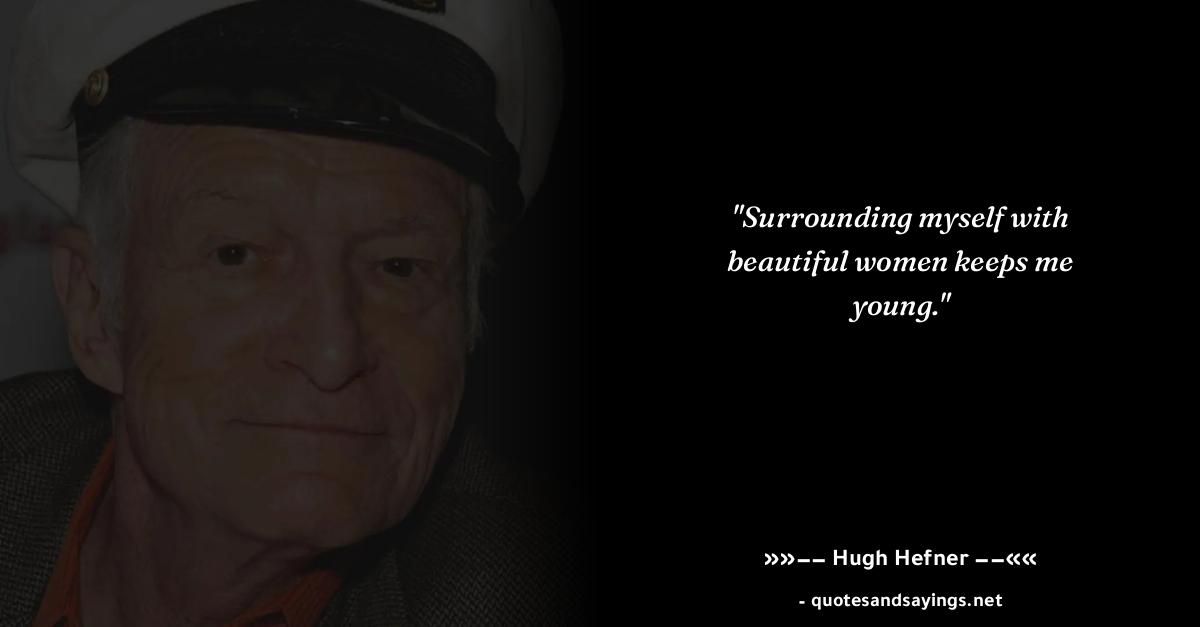 "Surrounding myself with
beautiful women keeps me
young."
»»—— Hugh Hefner ——««
- quotesandsayings.net